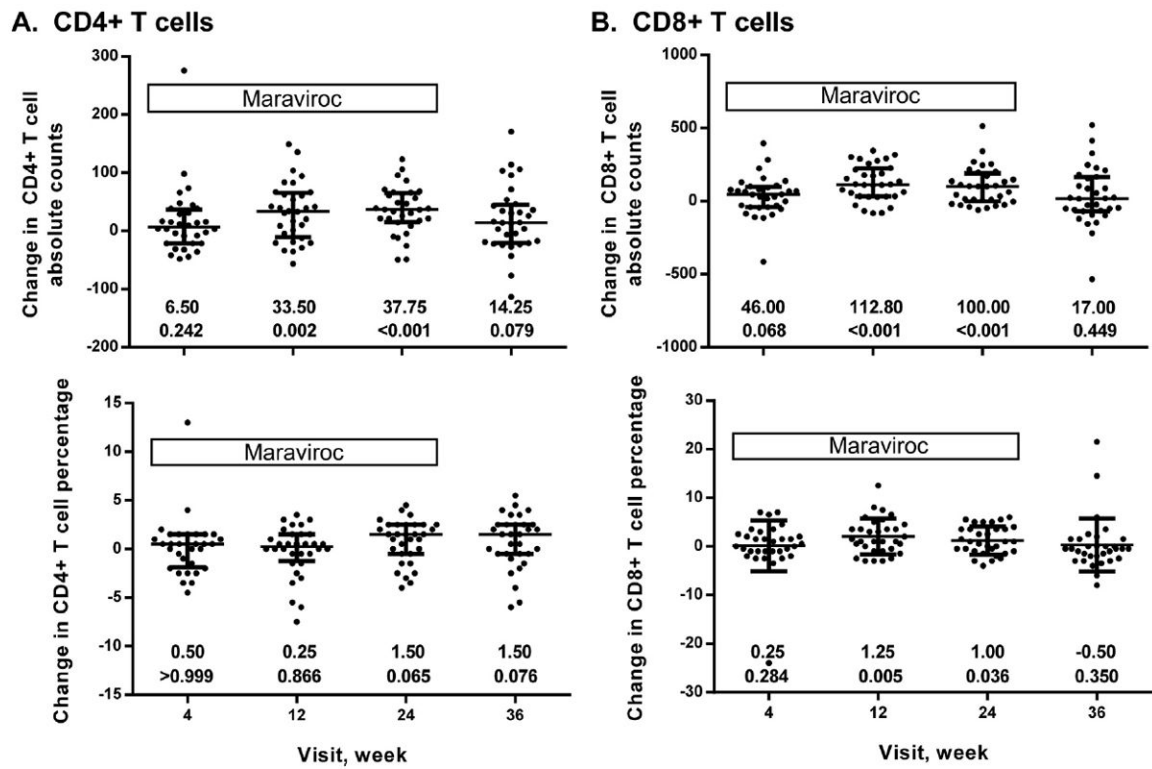 A. CD4+ T cells
Change in CD4+ T cell
absolute counts
300
200
100
0
-100
-200
Maraviroc
6.50 33.50 37.75 14.25
0.242 0.002 <0.001 0.079
B. CD8+ T cells
Change in CD8+ T cell
absolute counts
1000
500
0
-500
-1000
Maraviroc
46.00 112.80 100.00 17.00
0.068 <0.001 <0.001 0.449
Change in CD4+ T cell percentage
15
10
5
0
-5
-10
-15
Maraviroc
0.50 0.25 1.50 1.50
>0.999 0.866 0.065 0.076
4 12 24 36
Visit, week
Change in CD8+ T cell percentage
30
20
10
0
-10
-20
-30
Maraviroc
0.25 1.25 1.00 -0.50
0.284 0.005 0.036 0.350
4 12 24 36
Visit, week